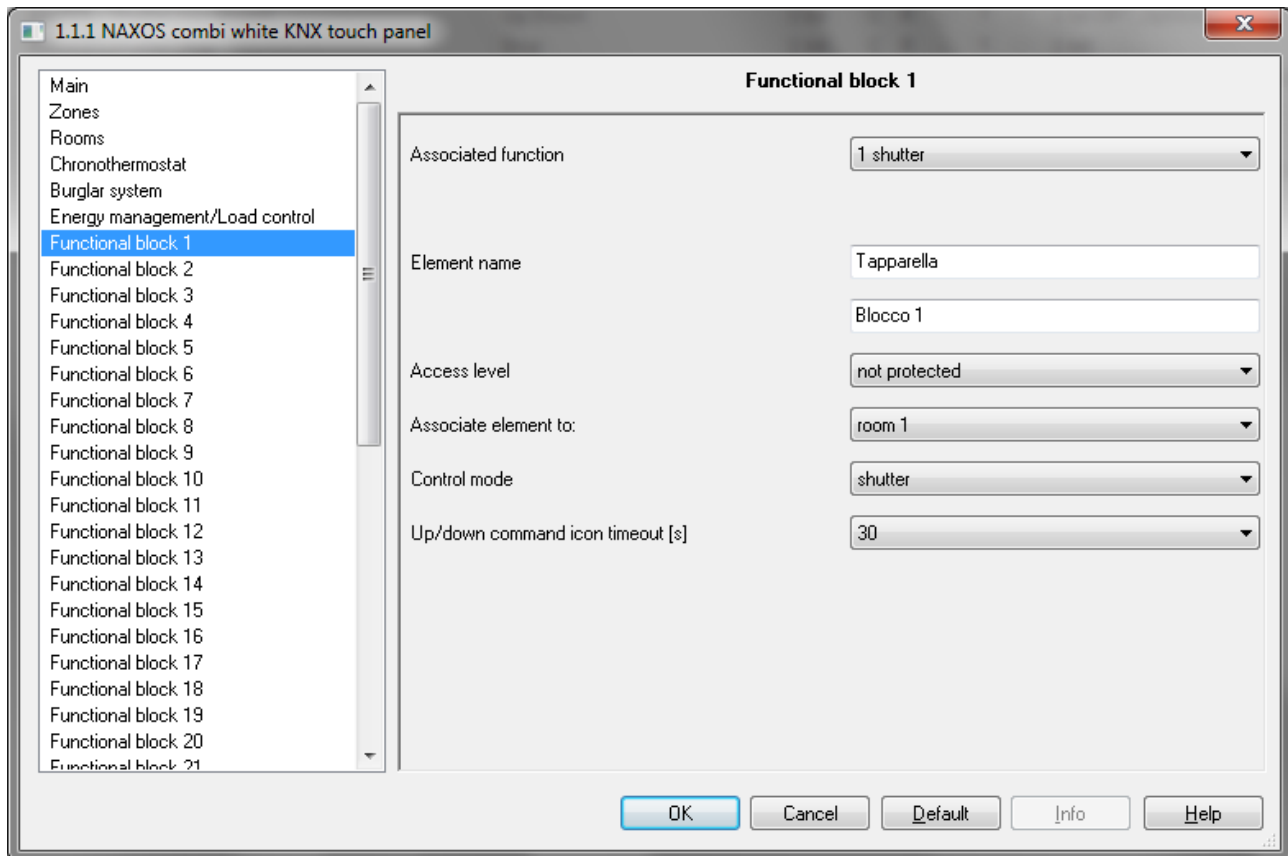 1.1.1 NAXOS combi white KNX touch panel
Main
Zones
Rooms
Chronothermostat
Burglar system
Energy management/Load control
Functional block 1
Functional block 2
Functional block 3
Functional block 4
Functional block 5
Functional block 6
Functional block 7
Functional block 8
Functional block 9
Functional block 10
Functional block 11
Functional block 12
Functional block 13
Functional block 14
Functional block 15
Functional block 16
Functional block 17
Functional block 18
Functional block 19
Functional block 20
Functional block 21
Functional block 1
Associated function 1 shutter
Element name Tapparella
Blocco 1
Access level not protected
Associate element to: room 1
Control mode shutter
Up/down command icon timeout [s] 30
OK Cancel Default Info Help